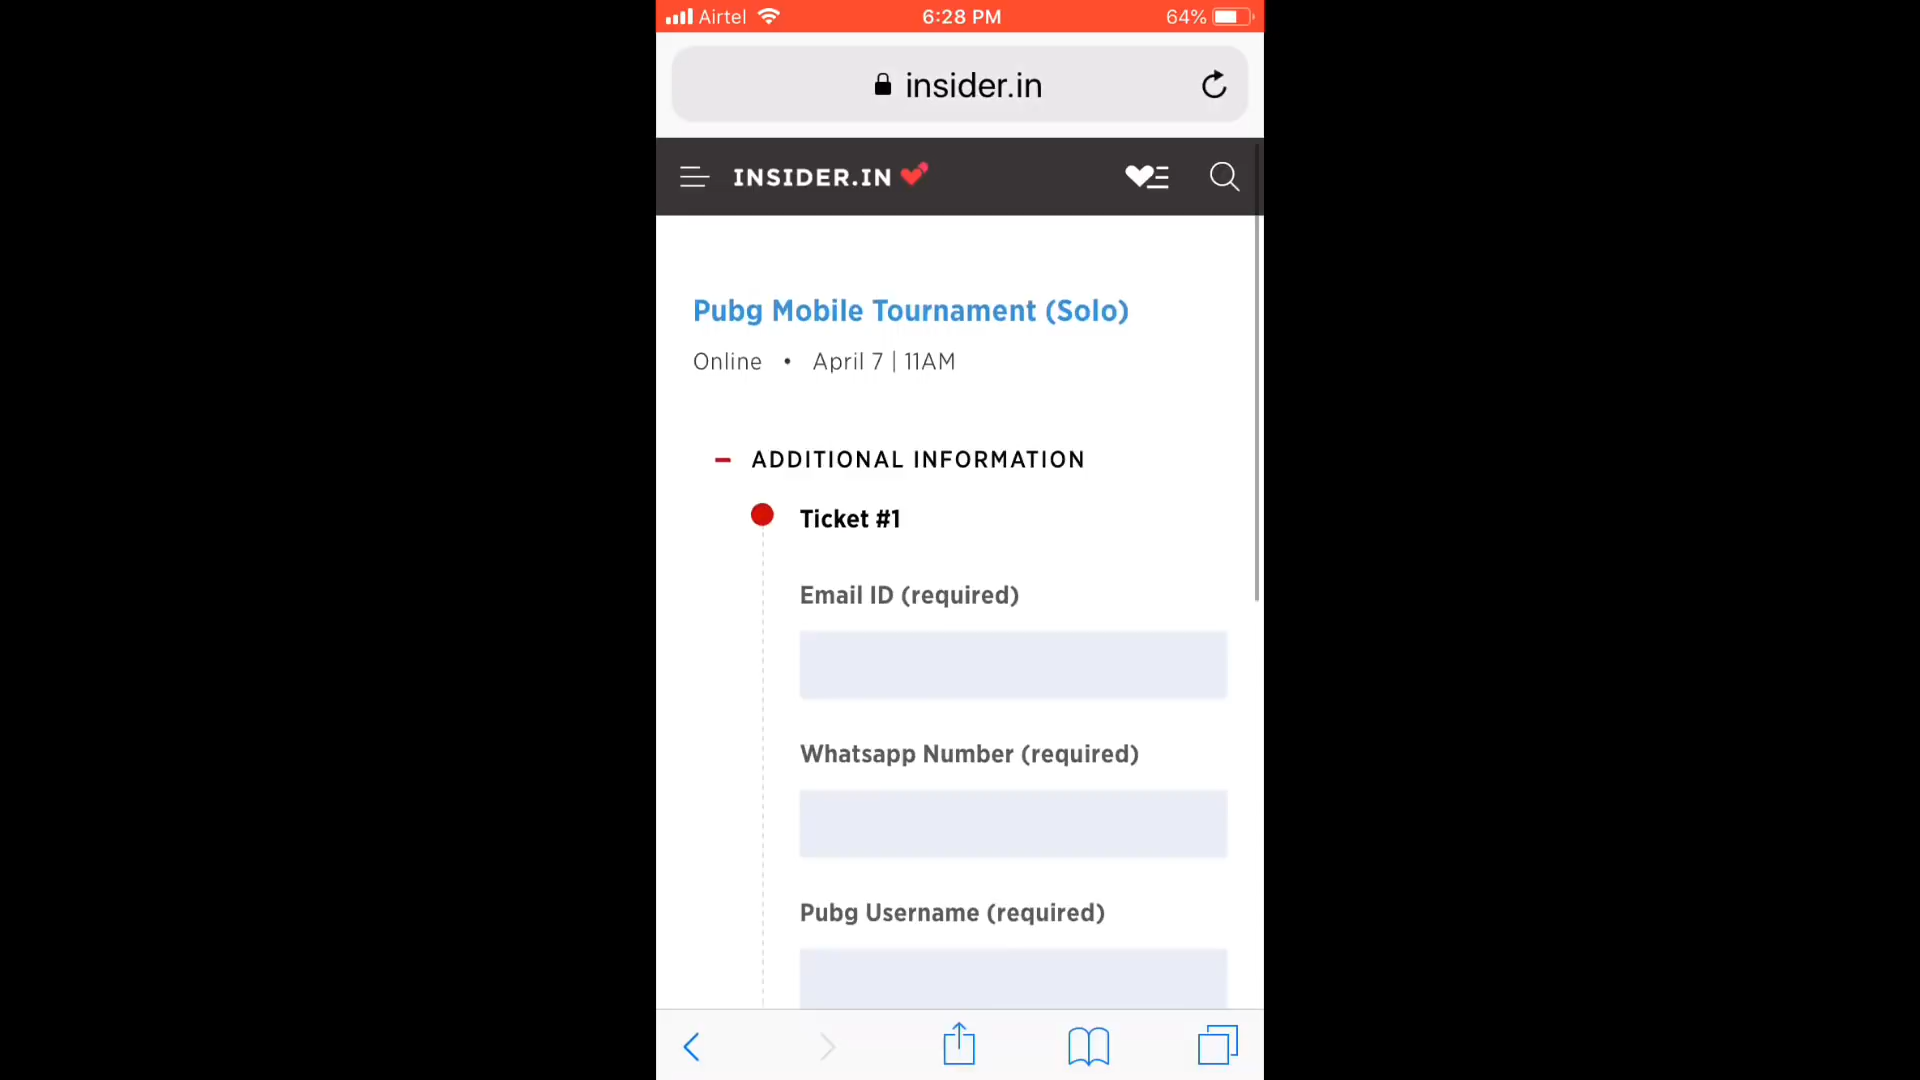 Airtel 6:28 PM 64%
insider.in
INSIDER.IN
Pubg Mobile Tournament (Solo)
Online • April 7 | 11AM
ADDITIONAL INFORMATION
Ticket #1
Email ID (required)
Whatsapp Number (required)
Pubg Username (required)